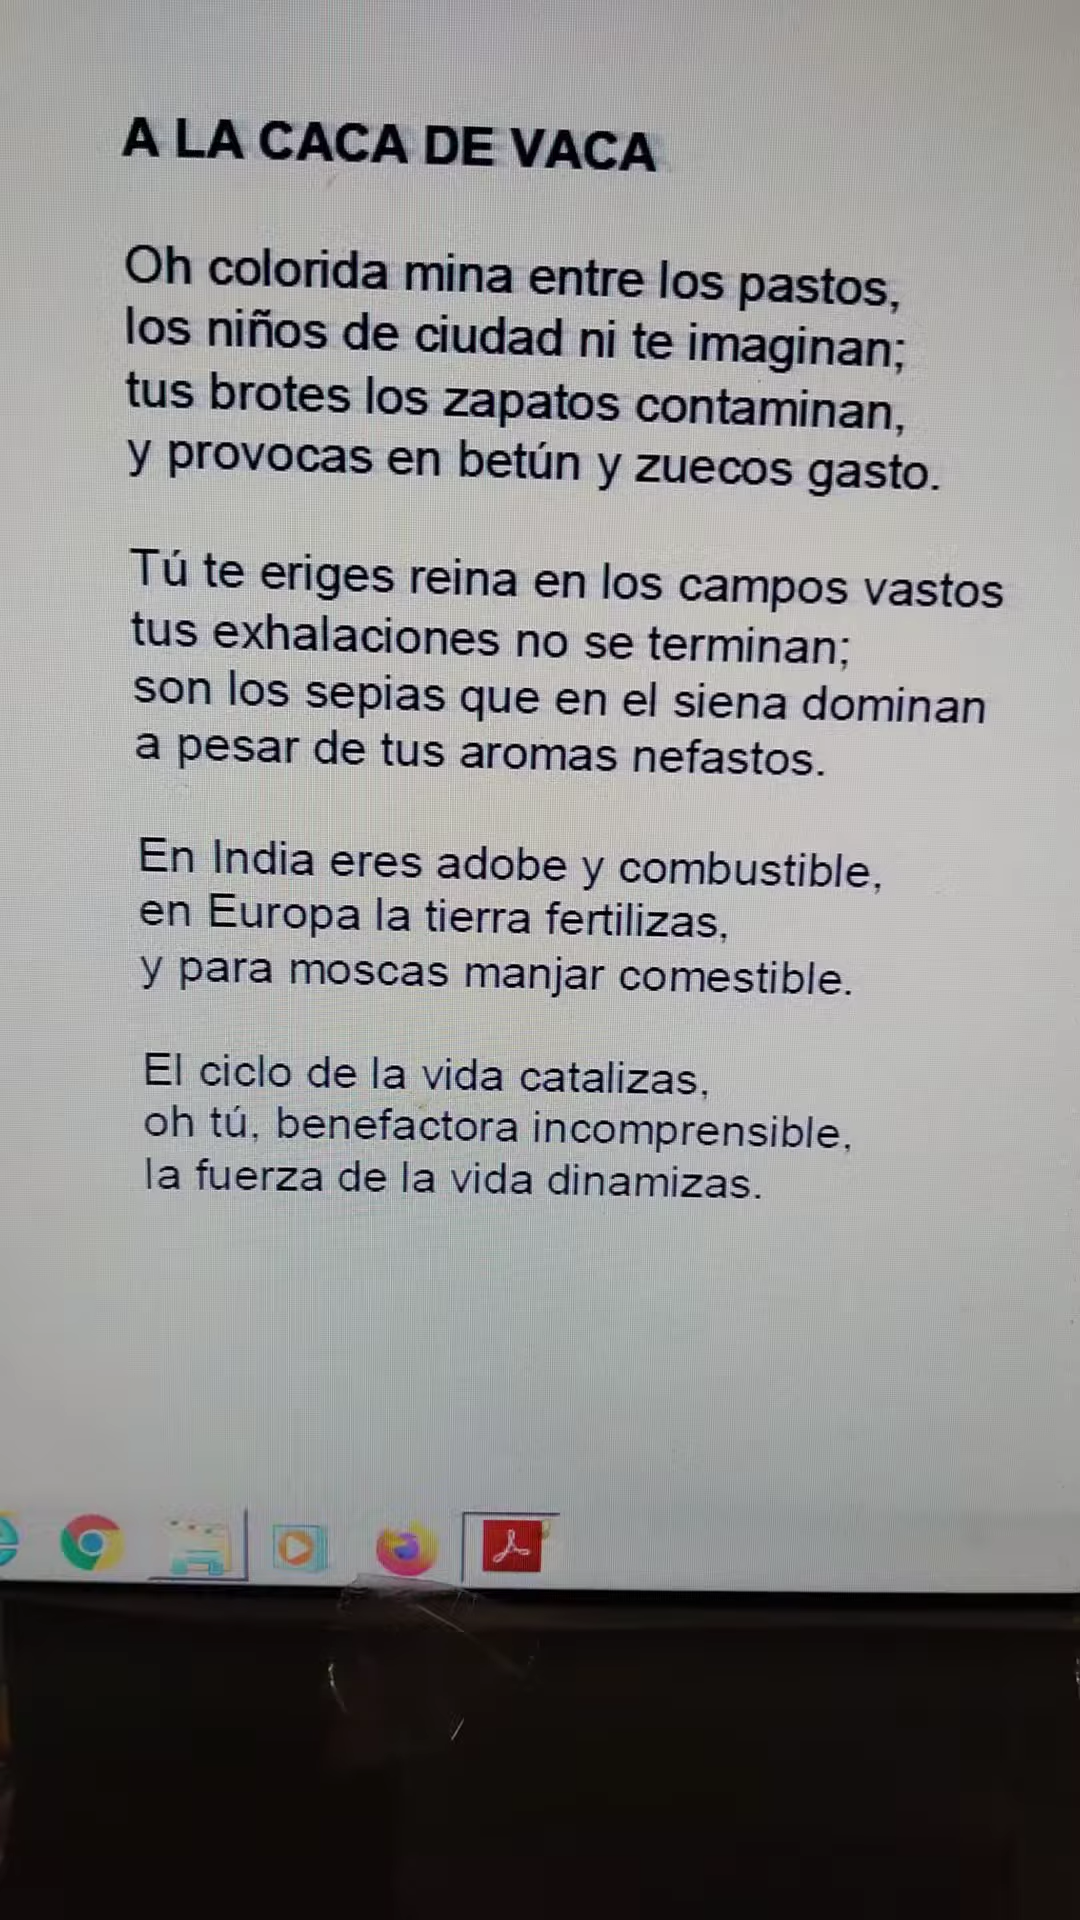 A LA CACA DE VACA
Oh colorida mina entre los pastos,
los niños de ciudad ni te imaginan;
tus brotes los zapatos contaminan,
y provocas en betún y zuecos gasto.
Tú te eriges reina en los campos vastos
tus exhalaciones no se terminan;
son los sepias que en el siena dominan
a pesar de tus aromas nefastos.
En India eres adobe y combustible,
en Europa la tierra fertilizas,
y para moscas manjar comestible.
El ciclo de la vida catalizas,
oh tú, benefactora incomprensible,
la fuerza de la vida dinamizas.